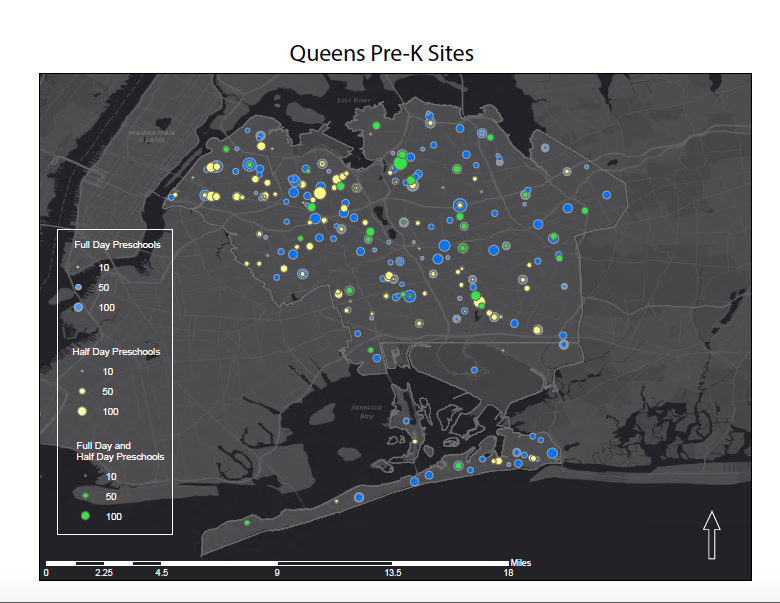 Queens Pre-K Sites
East River
MANHATTAN
ISLAND
Full Day Preschools
10
50
100
Half Day Preschools
10
50
100
Jamaica
Bay
Full Day and
Half Day Preschools
10
50
100
Miles
0 2.25 4.5 9 13.5 18